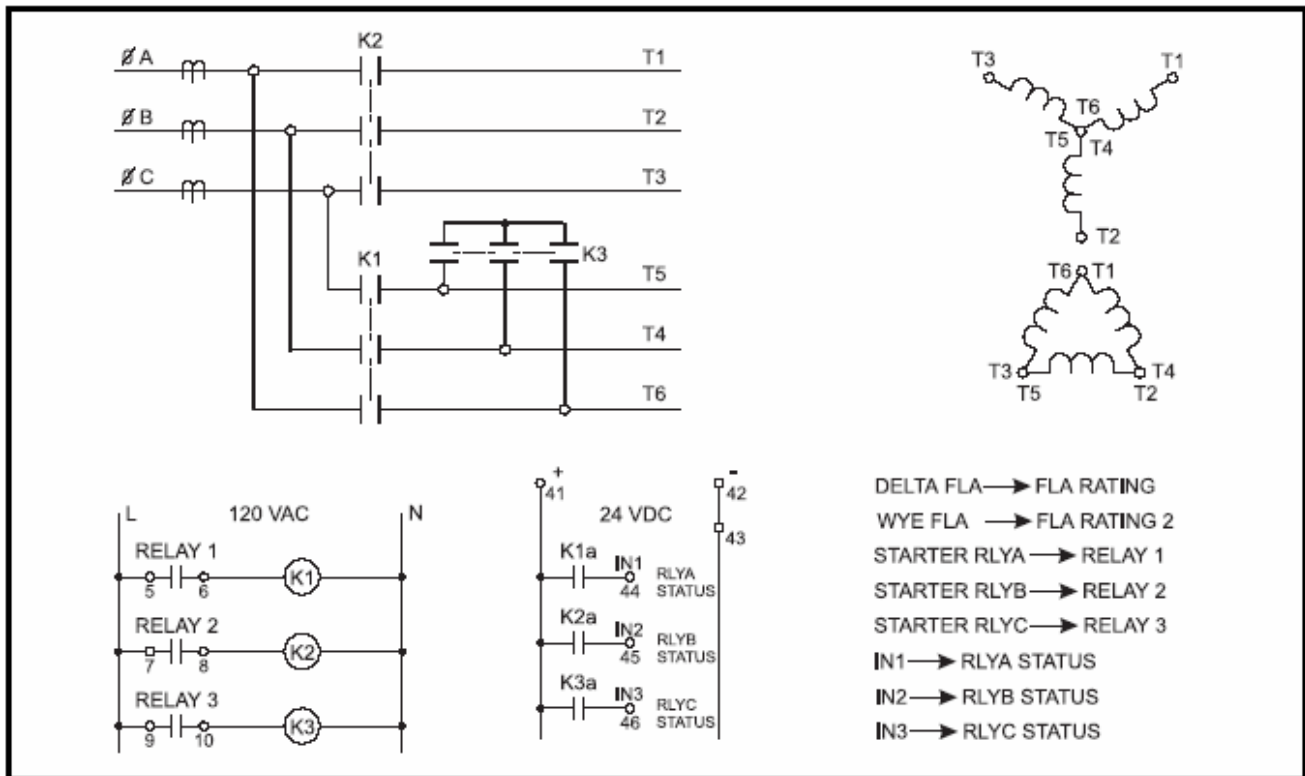 Ø A
K2
T1
Ø B
T2
Ø C
T3
K1
K3
T5
T4
T6
T3
T1
T6
T5
T4
T2
T6
T1
T3
T4
T5
T2
L
120 VAC
N
RELAY 1
5
6
K1
RELAY 2
7
8
K2
RELAY 3
9
10
K3
+
41
-
42
24 VDC
43
K1a
IN1
44
RLYA
STATUS
K2a
IN2
45
RLYB
STATUS
K3a
IN3
46
RLYC
STATUS
DELTA FLA → FLA RATING
WYE FLA → FLA RATING 2
STARTER RLYA → RELAY 1
STARTER RLYB → RELAY 2
STARTER RLYC → RELAY 3
IN1 → RLYA STATUS
IN2 → RLYB STATUS
IN3 → RLYC STATUS